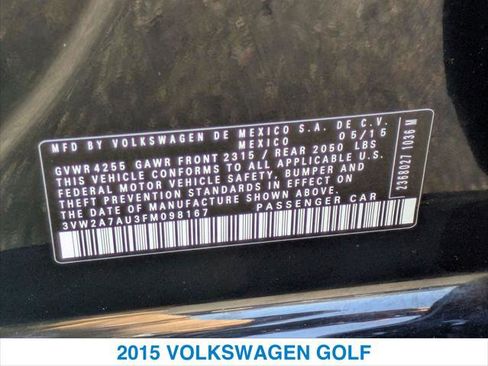 MFD BY VOLKSWAGEN DE MEXICO S.A. DE C.V.
MEXICO 05/15
GVWR 4255 GAWR FRONT 2315 / REAR 2050 LBS
THIS VEHICLE CONFORMS TO ALL APPLICABLE U.S.
FEDERAL MOTOR VEHICLE SAFETY, BUMPER AND
THEFT PREVENTION STANDARDS IN EFFECT ON
THE DATE OF MANUFACTURE SHOWN ABOVE.
3VW2A7AU3FM098167 PASSENGER CAR
2368027 1036 M
2015 VOLKSWAGEN GOLF